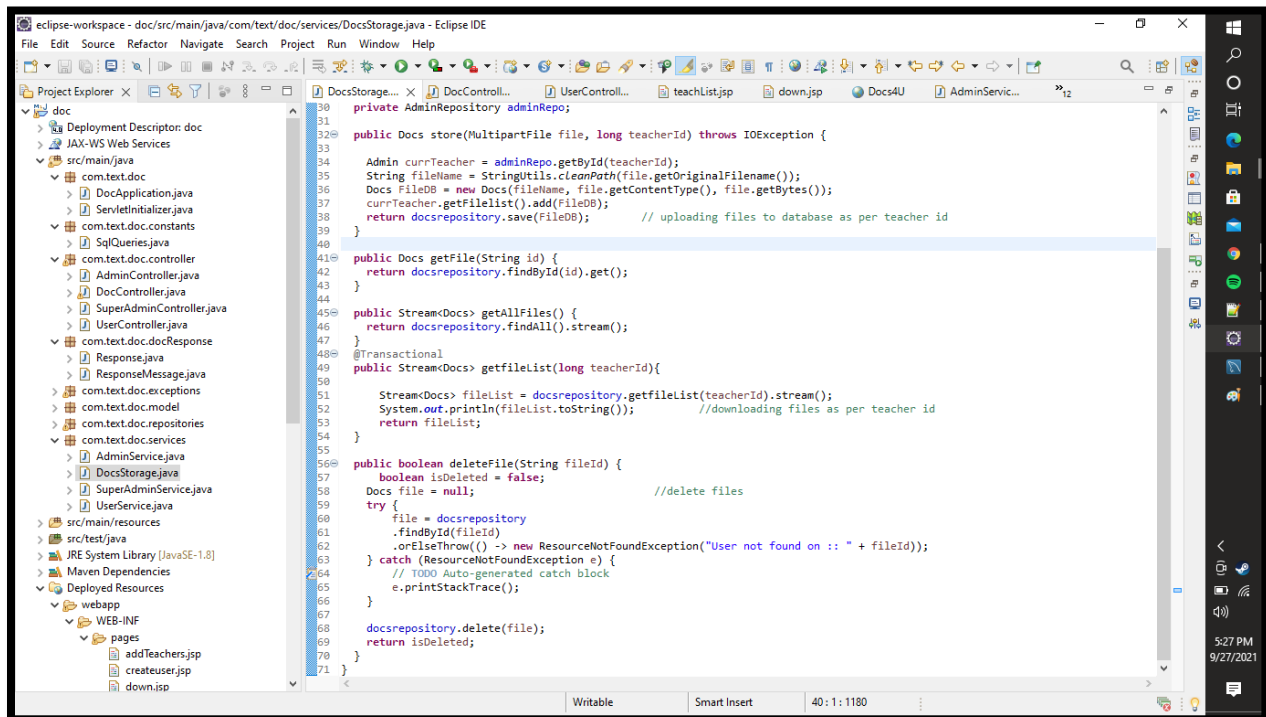 eclipse-workspace - doc/src/main/java/com/text/doc/services/DocsStorage.java - Eclipse IDE
File Edit Source Refactor Navigate Search Project Run Window Help
Project Explorer
DocsStorage.... DocControll... UserControll... teachList.jsp down.jsp Docs4U AdminServic... »12
doc
Deployment Descriptor: doc
JAX-WS Web Services
src/main/java
com.text.doc
DocApplication.java
ServletInitializer.java
com.text.doc.constants
SqlQueries.java
com.text.doc.controller
AdminController.java
DocController.java
SuperAdminController.java
UserController.java
com.text.doc.docResponse
Response.java
ResponseMessage.java
com.text.doc.exceptions
com.text.doc.model
com.text.doc.repositories
com.text.doc.services
AdminService.java
DocsStorage.java
SuperAdminService.java
UserService.java
src/main/resources
src/test/java
JRE System Library [JavaSE-1.8]
Maven Dependencies
Deployed Resources
webapp
WEB-INF
pages
addTeachers.jsp
createuser.jsp
down.jsp
30 private AdminRepository adminRepo;
31
32 public Docs store(MultipartFile file, long teacherId) throws IOException {
33
34 Admin currTeacher = adminRepo.getById(teacherId);
35 String fileName = StringUtils.cleanPath(file.getOriginalFilename());
36 Docs FileDB = new Docs(fileName, file.getContentType(), file.getBytes());
37 currTeacher.getFilelist().add(FileDB);
38 return docsrepository.save(FileDB); // uploading files to database as per teacher id
39 }
40
41 public Docs getFile(String id) {
42 return docsrepository.findById(id).get();
43 }
44
45 public Stream<Docs> getAllFiles() {
46 return docsrepository.findAll().stream();
47 }
48 @Transactional
49 public Stream<Docs> getfileList(long teacherId){
50
51 Stream<Docs> fileList = docsrepository.getfileList(teacherId).stream();
52 System.out.println(fileList.toString()); //downloading files as per teacher id
53 return fileList;
54 }
55
56 public boolean deleteFile(String fileId) {
57 boolean isDeleted = false;
58 Docs file = null; //delete files
59 try {
60 file = docsrepository
61 .findById(fileId)
62 .orElseThrow(() -> new ResourceNotFoundException("User not found on :: " + fileId));
63 } catch (ResourceNotFoundException e) {
64 // TODO Auto-generated catch block
65 e.printStackTrace();
66 }
67
68 docsrepository.delete(file);
69 return isDeleted;
70 }
71 }
Writable Smart Insert 40 : 1 : 1180
5:27 PM
9/27/2021